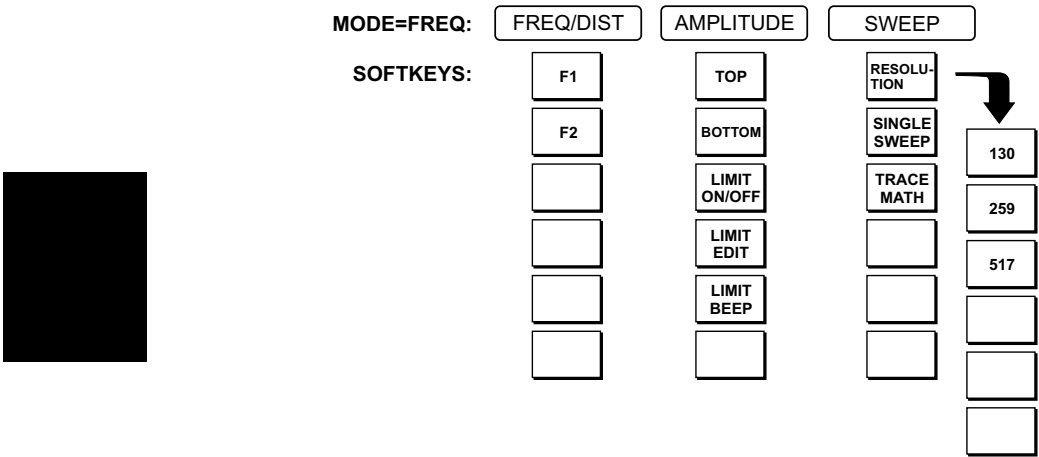 MODE=FREQ: FREQ/DIST AMPLITUDE SWEEP
SOFTKEYS:
F1
F2
TOP
BOTTOM
LIMIT
ON/OFF
LIMIT
EDIT
LIMIT
BEEP
RESOLU-
TION
SINGLE
SWEEP
TRACE
MATH
130
259
517